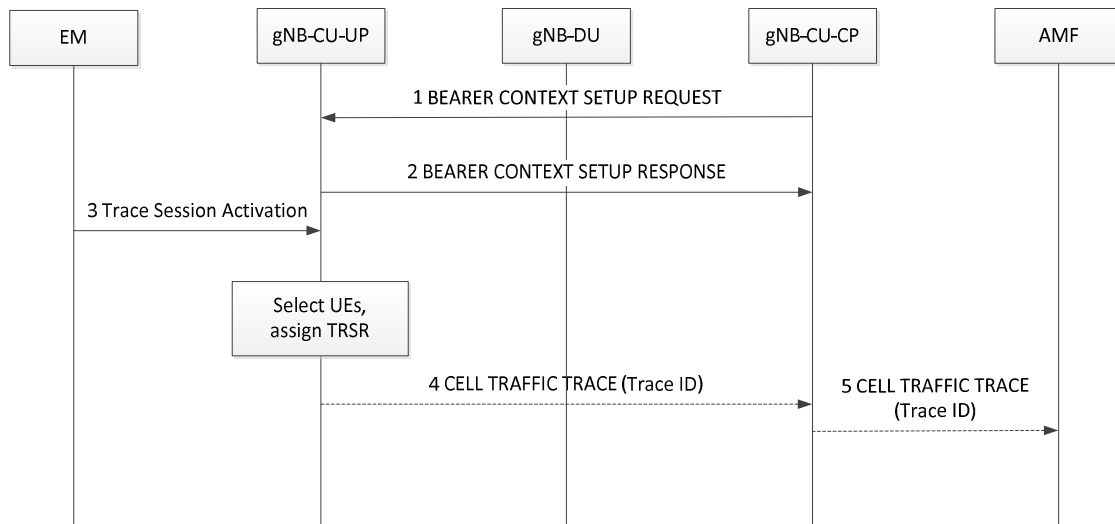 EM
gNB-CU-UP
gNB-DU
gNB-CU-CP
AMF
1 BEARER CONTEXT SETUP REQUEST
2 BEARER CONTEXT SETUP RESPONSE
3 Trace Session Activation
Select UEs,
assign TRSR
4 CELL TRAFFIC TRACE (Trace ID)
5 CELL TRAFFIC TRACE
(Trace ID)